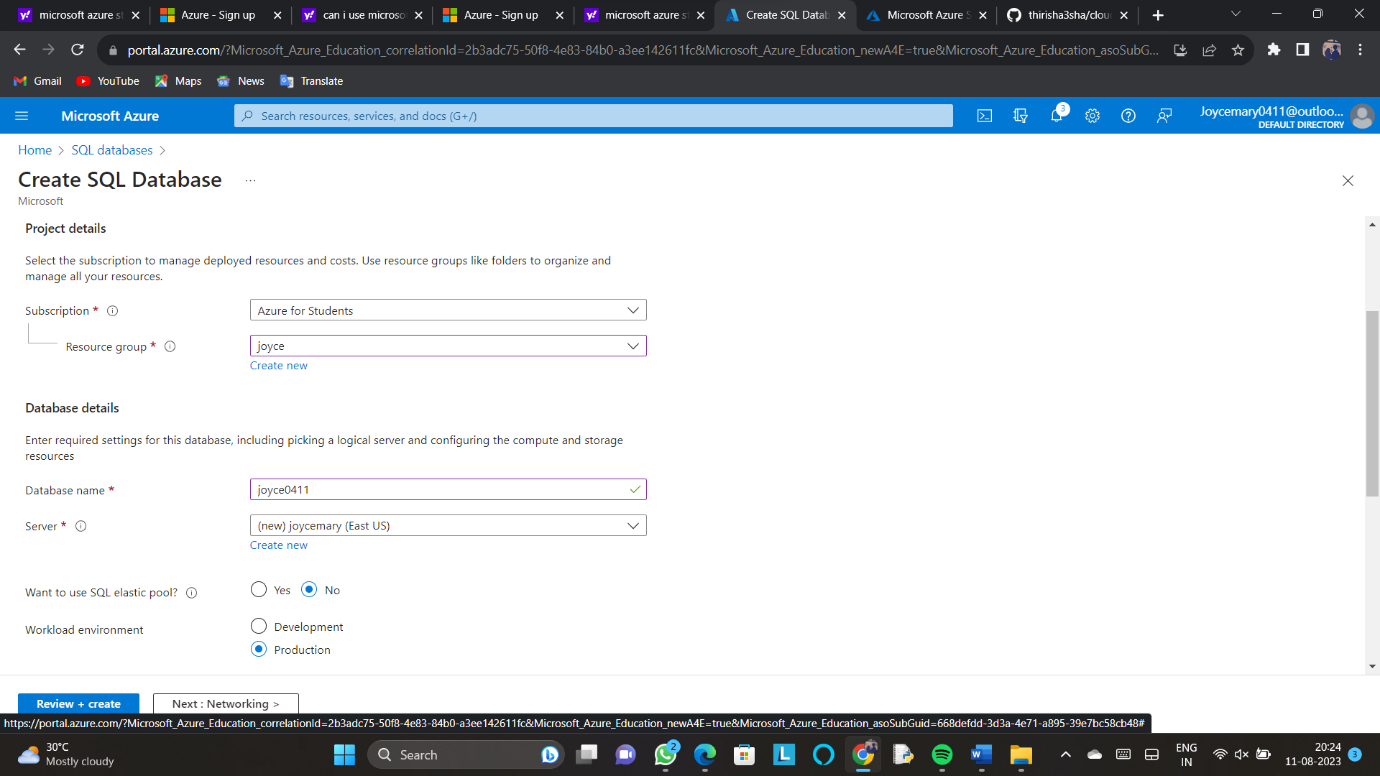 microsoft azure st
Azure - Sign up
can i use microso
Azure - Sign up
microsoft azure st
Create SQL Datab
Microsoft Azure S
thirisha3sha/clou
portal.azure.com/?Microsoft_Azure_Education_correlationId=2b3adc75-50f8-4e83-84b0-a3ee142611fc&Microsoft_Azure_Education_newA4E=true&Microsoft_Azure_Education_asoSubG...
Gmail
YouTube
Maps
News
Translate
Microsoft Azure
Search resources, services, and docs (G+/)
3
Joycemary0411@outloo...
DEFAULT DIRECTORY
Home > SQL databases >
Create SQL Database ...
Microsoft
Project details
Select the subscription to manage deployed resources and costs. Use resource groups like folders to organize and
manage all your resources.
Subscription *
Azure for Students
Resource group *
joyce
Create new
Database details
Enter required settings for this database, including picking a logical server and configuring the compute and storage
resources
Database name *
joyce0411
Server *
(new) joycemary (East US)
Create new
Want to use SQL elastic pool?
Yes
No
Workload environment
Development
Production
Review + create
Next : Networking >
https://portal.azure.com/?Microsoft_Azure_Education_correlationId=2b3adc75-50f8-4e83-84b0-a3ee142611fc&Microsoft_Azure_Education_newA4E=true&Microsoft_Azure_Education_asoSubGuid=668defdd-3d3a-4e71-a895-39e7bc58cb48#
30°C
Mostly cloudy
Search
2
ENG
IN
20:24
11-08-2023
3